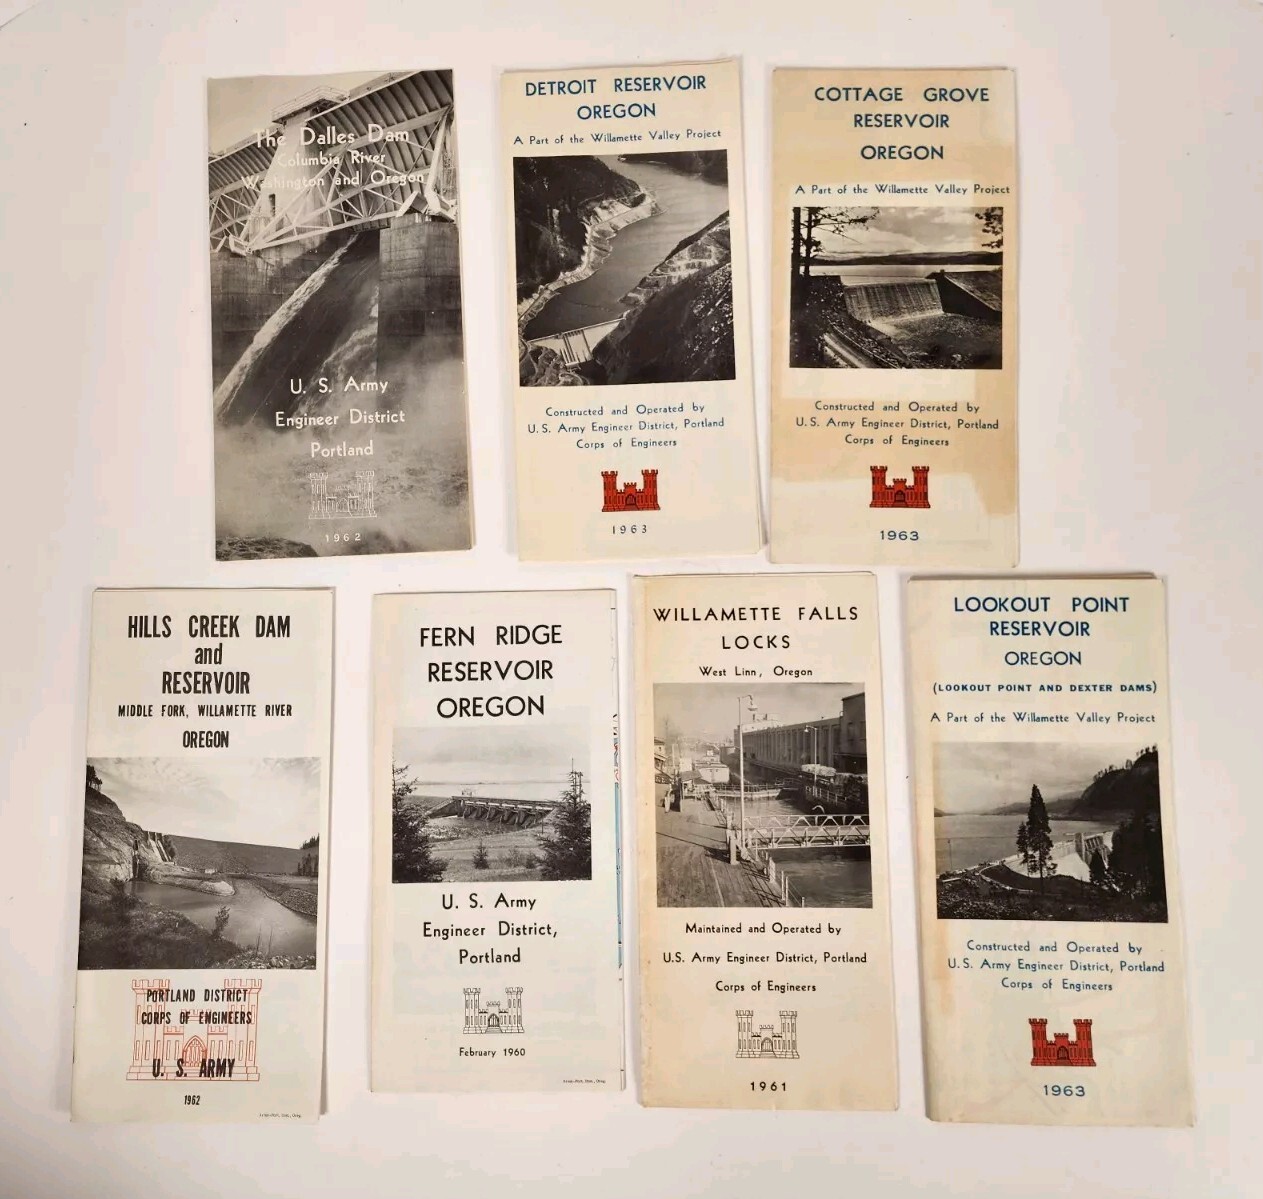 The Dalles Dam
Columbia River
Washington and Oregon
U. S. Army
Engineer District
Portland
1962
DETROIT RESERVOIR
OREGON
A Part of the Willamette Valley Project
Constructed and Operated by
U. S. Army Engineer District, Portland
Corps of Engineers
1963
COTTAGE GROVE
RESERVOIR
OREGON
A Part of the Willamette Valley Project
Constructed and Operated by
U. S. Army Engineer District, Portland
Corps of Engineers
1963
HILLS CREEK DAM
and
RESERVOIR
MIDDLE FORK, WILLAMETTE RIVER
OREGON
PORTLAND DISTRICT
CORPS OF ENGINEERS
U. S. ARMY
1962
FERN RIDGE
RESERVOIR
OREGON
U. S. Army
Engineer District,
Portland
February 1960
WILLAMETTE FALLS
LOCKS
West Linn, Oregon
Maintained and Operated by
U.S. Army Engineer District, Portland
Corps of Engineers
1961
LOOKOUT POINT
RESERVOIR
OREGON
(LOOKOUT POINT AND DEXTER DAMS)
A Part of the Willamette Valley Project
Constructed and Operated by
U. S. Army Engineer District, Portland
Corps of Engineers
1963